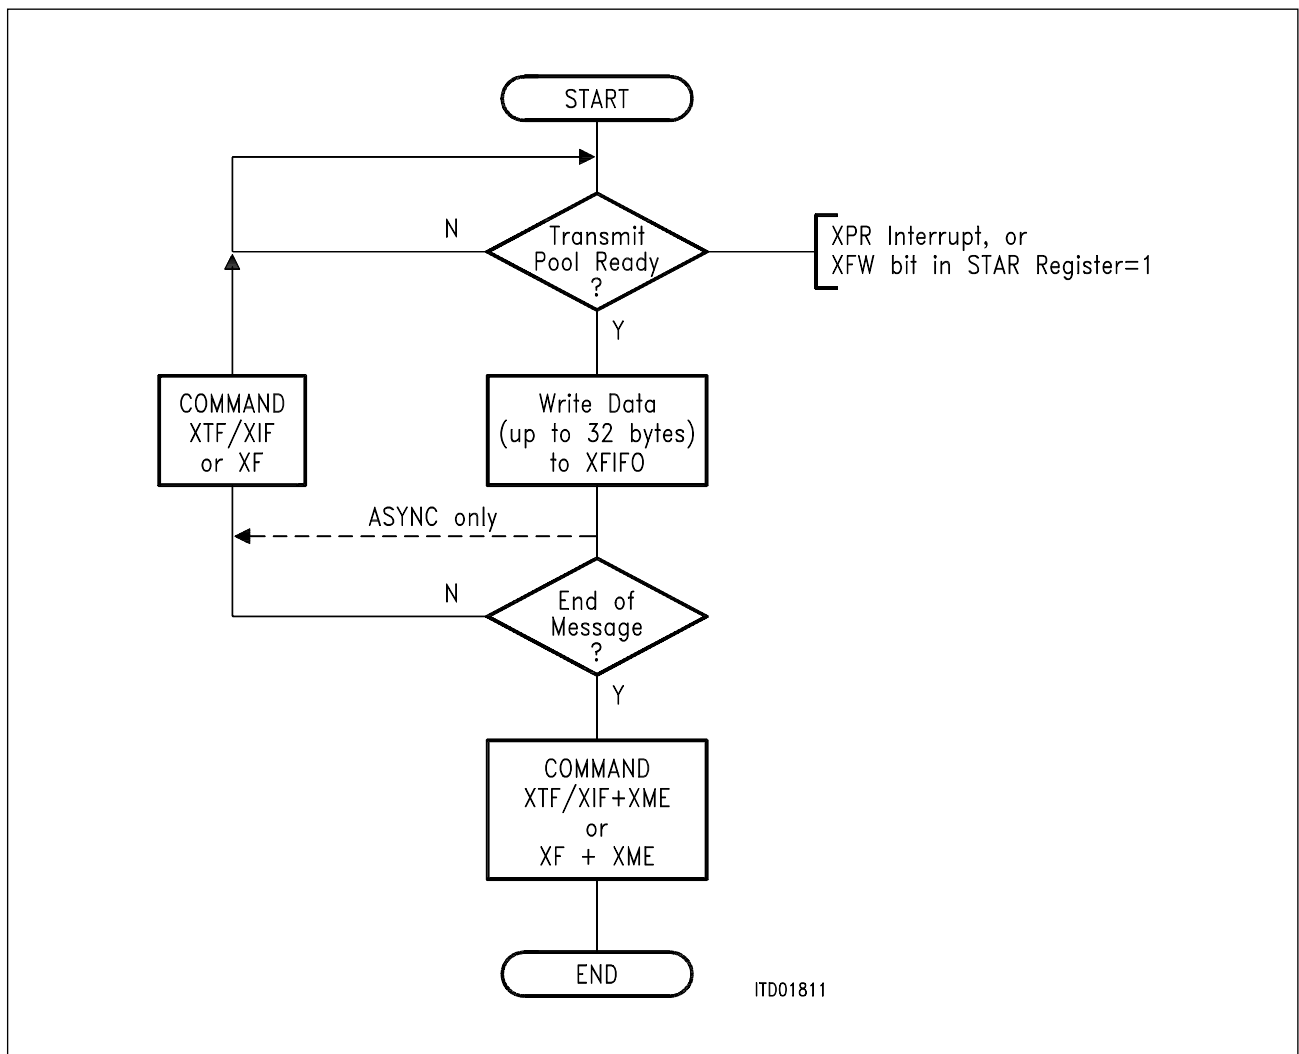 START
N
Transmit
Pool Ready
?
XPR Interrupt, or
XFW bit in STAR Register=1
Y
COMMAND
XTF/XIF
or XF
Write Data
(up to 32 bytes)
to XFIFO
ASYNC only
N
End of
Message
?
Y
COMMAND
XTF/XIF+XME
or
XF + XME
END
ITD01811